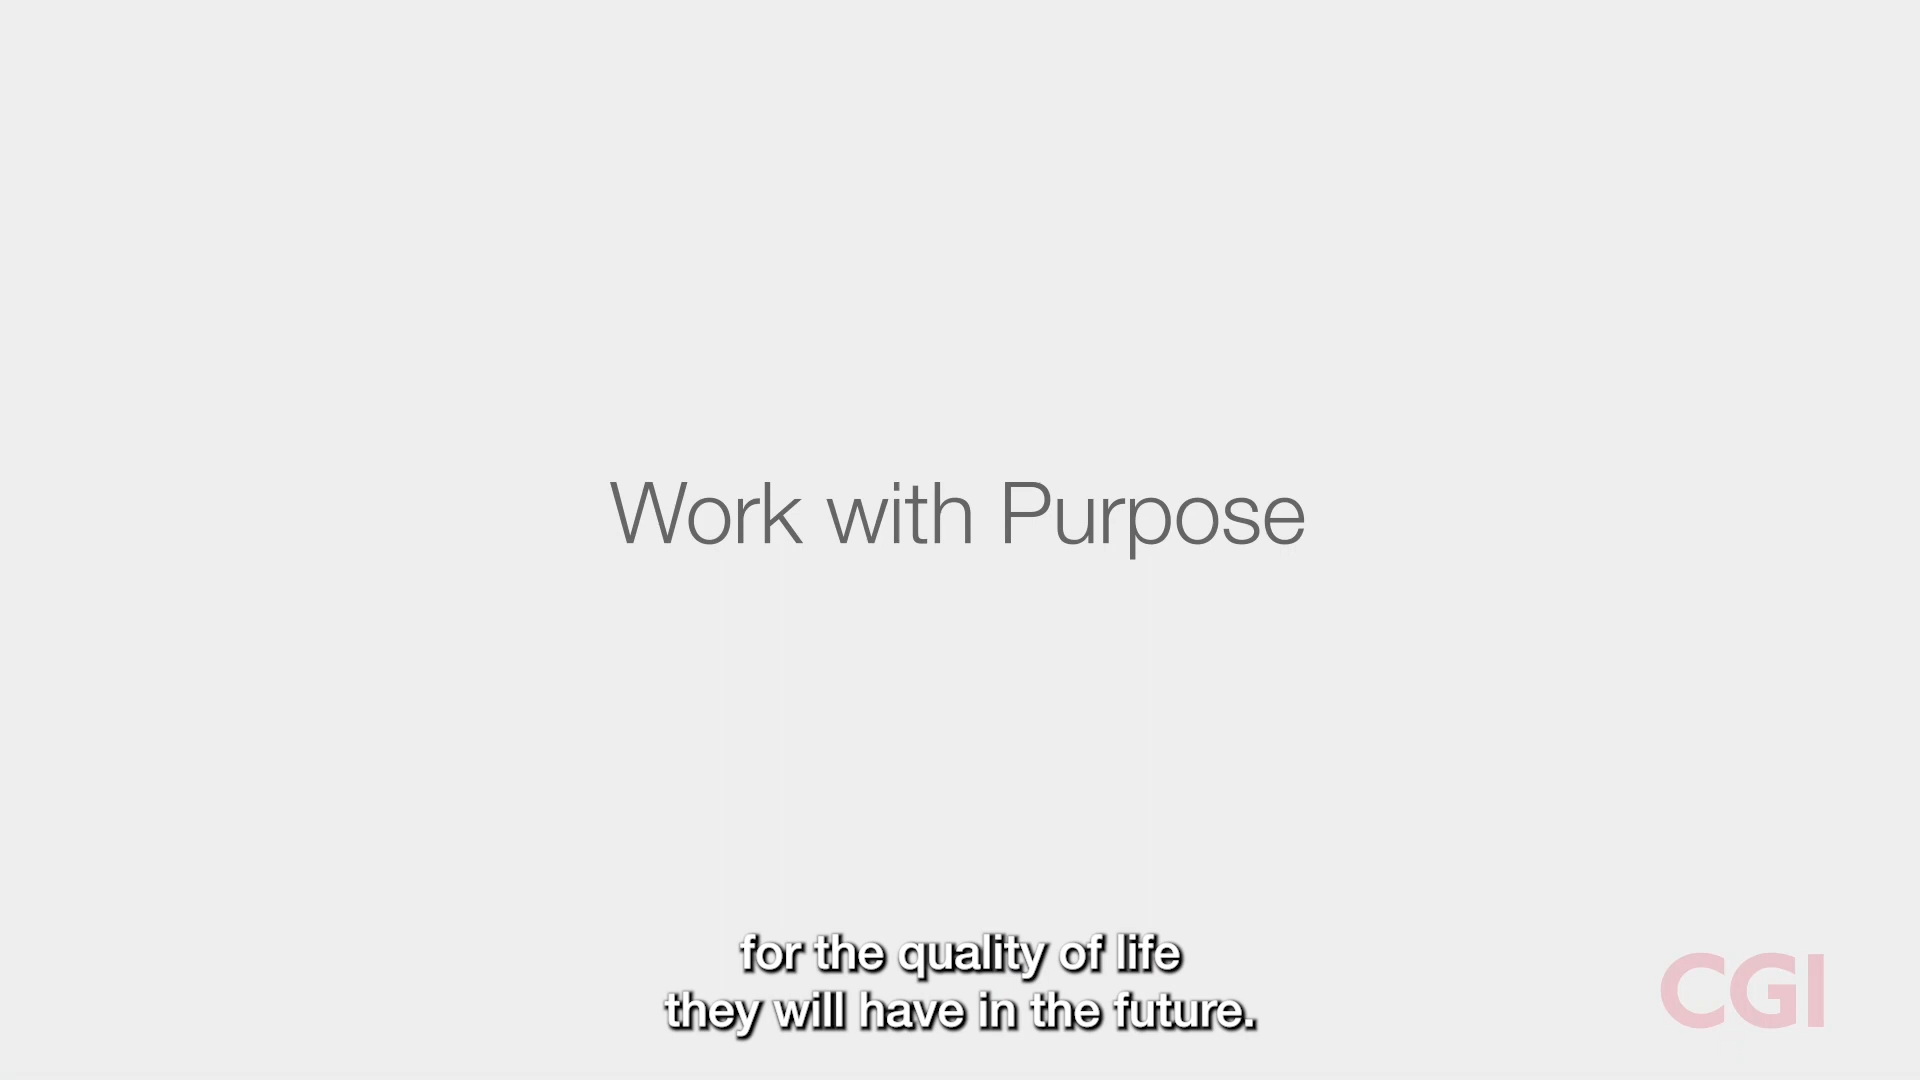 Work with Purpose
for the quality of life
they will have in the future.
CGI